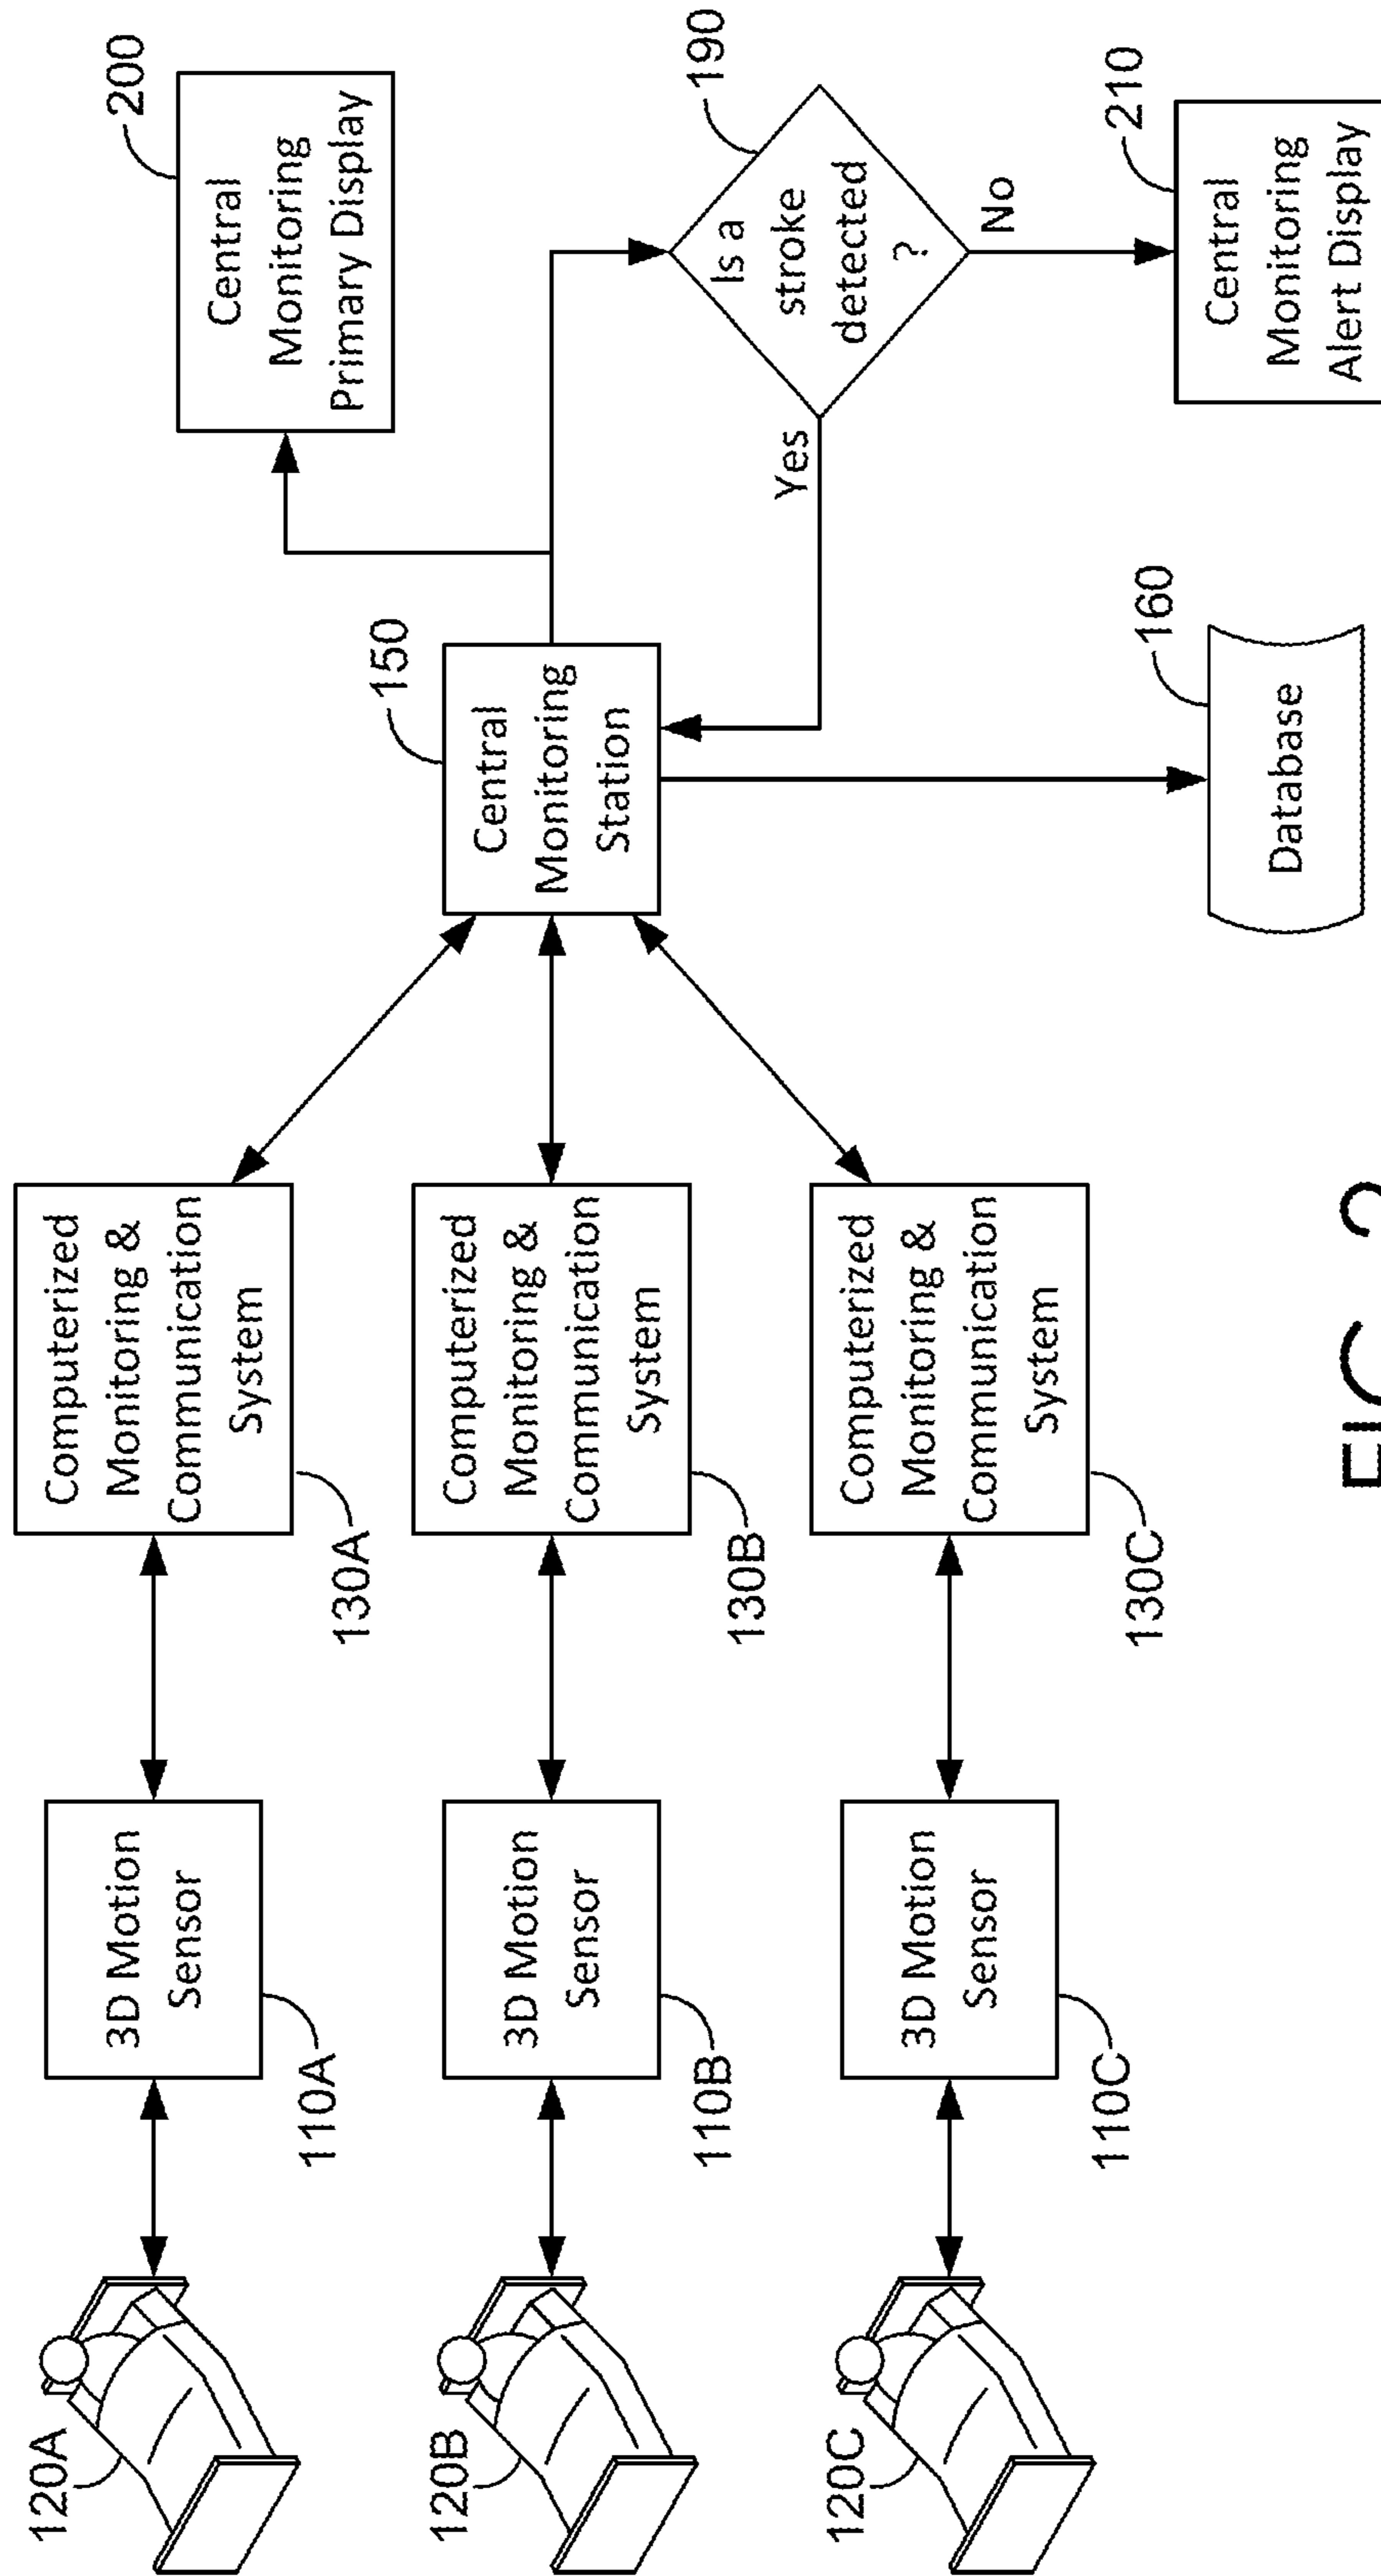 120A
3D Motion
Sensor
110A
Computerized
Monitoring &
Communication
System
130A
120B
3D Motion
Sensor
110B
Computerized
Monitoring &
Communication
System
130B
120C
3D Motion
Sensor
110C
Computerized
Monitoring &
Communication
System
130C
150
Central
Monitoring
Station
200
Central
Monitoring
Primary Display
190
Is a
stroke
detected
?
Yes
No
160
Database
210
Central
Monitoring
Alert Display